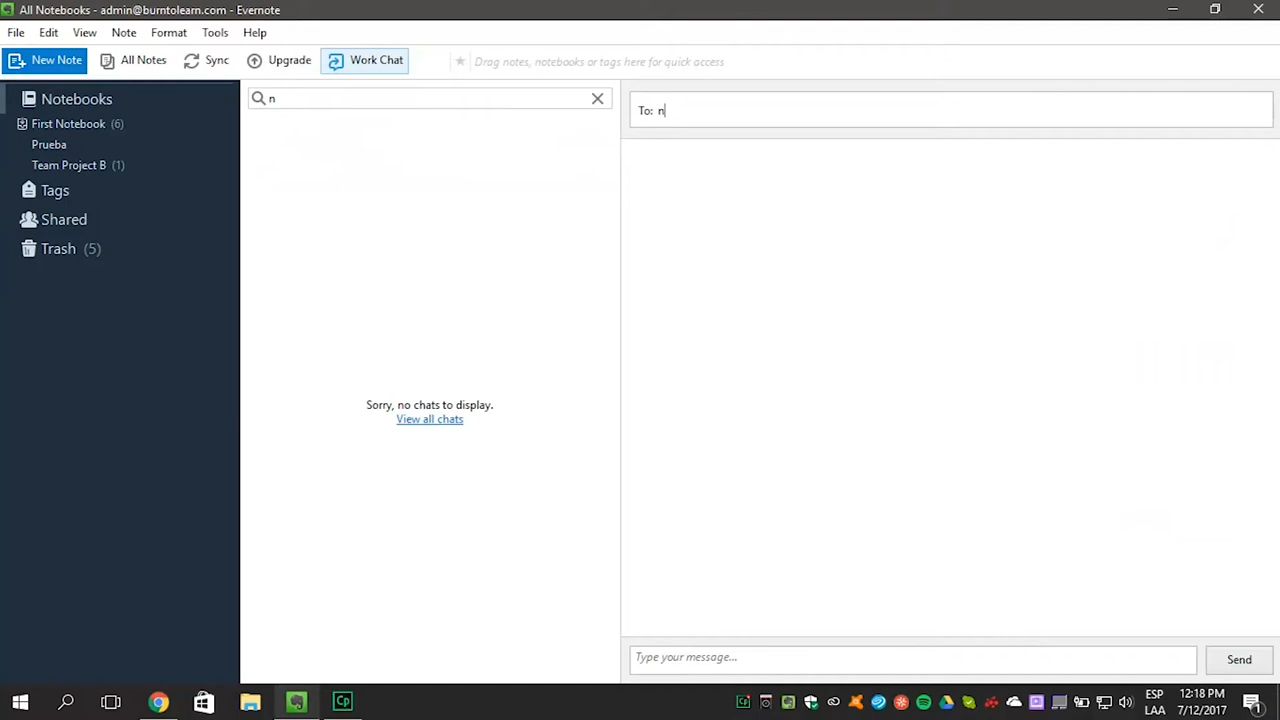 All Notebooks - admin@burntolearn.com - Evernote
File Edit View Note Format Tools Help
New Note All Notes Sync Upgrade Work Chat Drag notes, notebooks or tags here for quick access
Notebooks
First Notebook (6)
Prueba
Team Project B (1)
Tags
Shared
Trash (5)
n
Sorry, no chats to display.
View all chats
To: n
Type your message...
Send
Cp
ESP
LAA
12:18 PM
7/12/2017
1